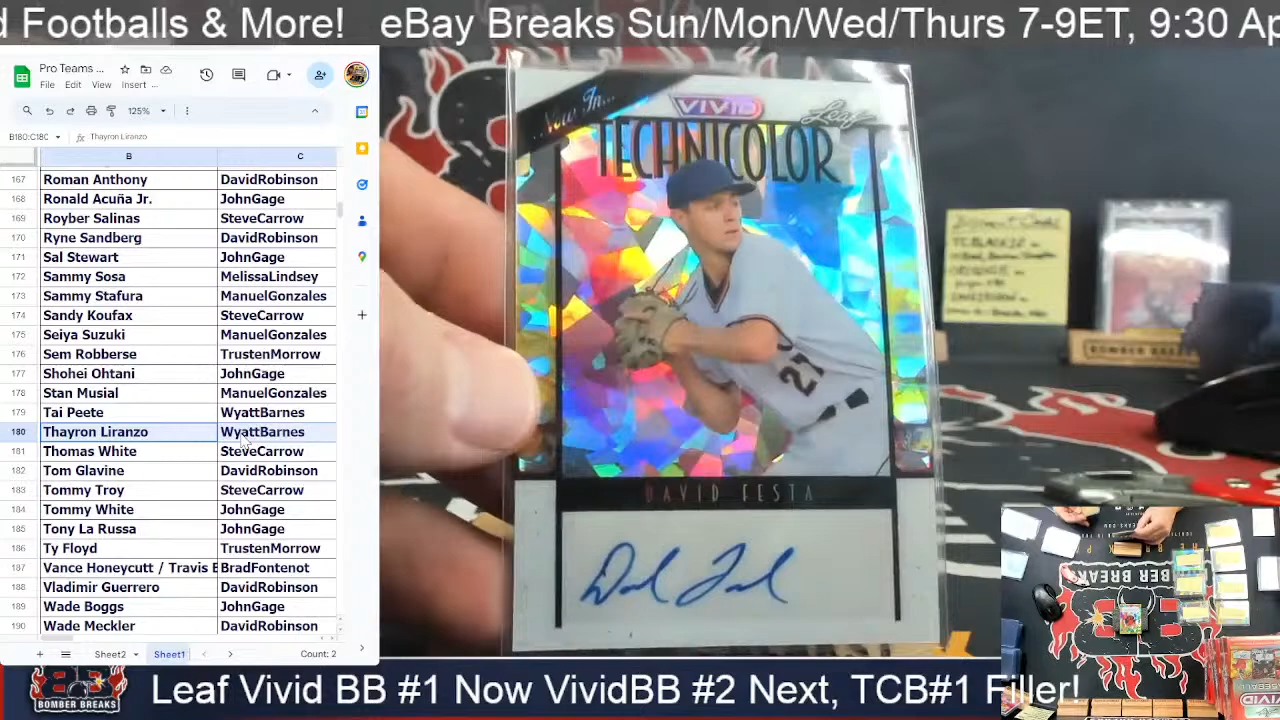 d Footballs & More!   eBay Breaks Sun/Mon/Wed/Thurs 7-9ET, 9:30 Ap
Pro Teams ...
File Edit View Insert ...
125%
B180:C180 fx Thayron Liranzo
B C
167 Roman Anthony DavidRobinson
168 Ronald Acuña Jr. JohnGage
169 Royber Salinas SteveCarrow
170 Ryne Sandberg DavidRobinson
171 Sal Stewart JohnGage
172 Sammy Sosa MelissaLindsey
173 Sammy Stafura ManuelGonzales
174 Sandy Koufax SteveCarrow
175 Seiya Suzuki ManuelGonzales
176 Sem Robberse TrustenMorrow
177 Shohei Ohtani JohnGage
178 Stan Musial ManuelGonzales
179 Tai Peete WyattBarnes
180 Thayron Liranzo WyattBarnes
181 Thomas White SteveCarrow
182 Tom Glavine DavidRobinson
183 Tommy Troy SteveCarrow
184 Tommy White JohnGage
185 Tony La Russa JohnGage
186 Ty Floyd TrustenMorrow
187 Vance Honeycutt / Travis B BradFontenot
188 Vladimir Guerrero DavidRobinson
189 Wade Boggs JohnGage
190 Wade Meckler DavidRobinson
Sheet2 Sheet1 Count: 2
Now In...
VIVID
Leaf
TECHNICOLOR
21
DAVID FESTA
BOMBER BREAKS
BOMBER BREAKS
Leaf Vivid BB #1 Now VividBB #2 Next, TCB#1 Filler!